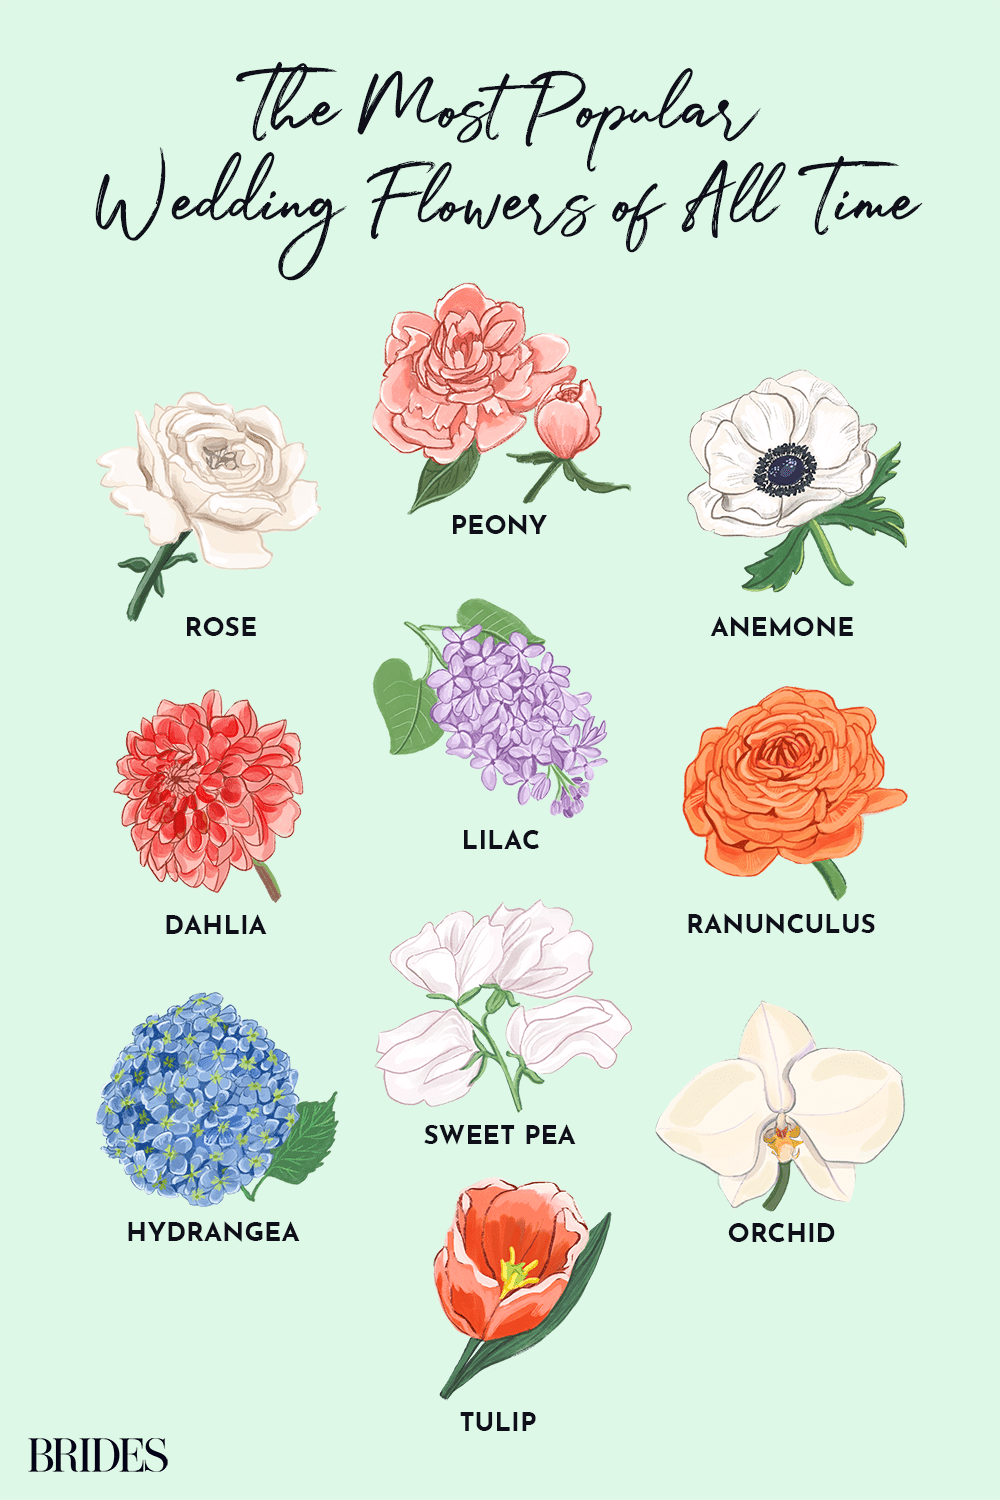 The Most Popular
Wedding Flowers of All Time
PEONY
ROSE
ANEMONE
LILAC
DAHLIA
RANUNCULUS
SWEET PEA
HYDRANGEA
ORCHID
TULIP
BRIDES